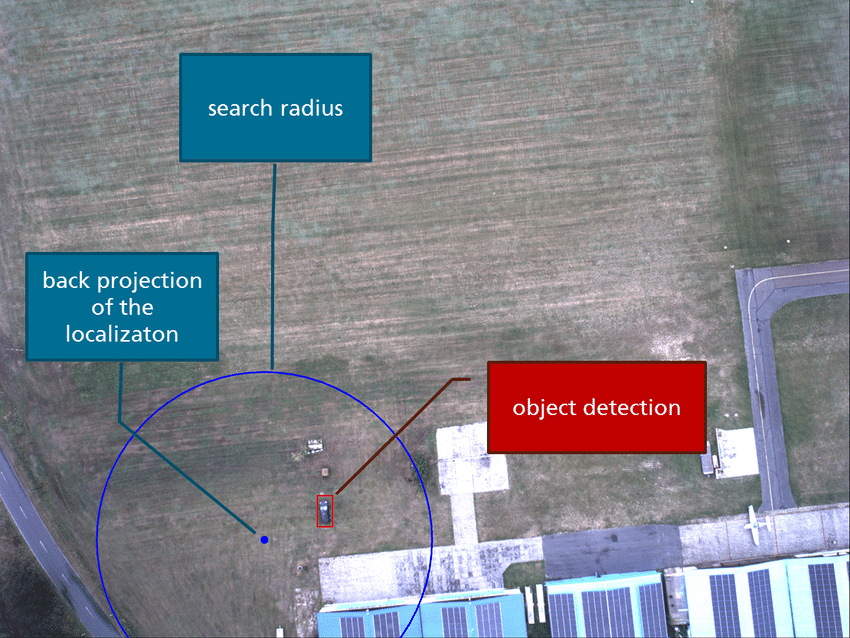 search radius
back projection
of the
localizaton
object detection